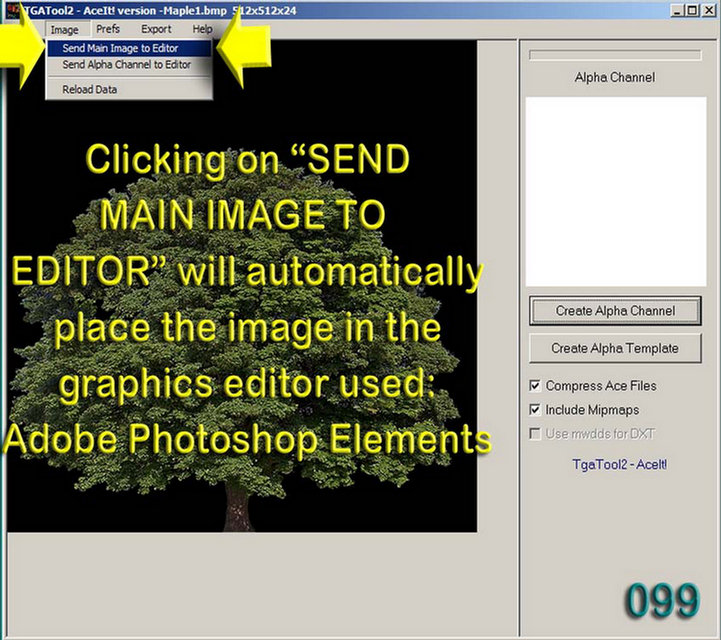 TGATool2 - AceIt! version -Maple1.bmp 512x512x24
Image Prefs Export Help
Send Main Image to Editor
Send Alpha Channel to Editor
Reload Data
Alpha Channel
Clicking on “SEND
MAIN IMAGE TO
EDITOR” will automatically
place the image in the
graphics editor used:
Adobe Photoshop Elements
Create Alpha Channel
Create Alpha Template
Compress Ace Files
Include Mipmaps
Use mwdds for DXT
TgaTool2 - AceIt!
099